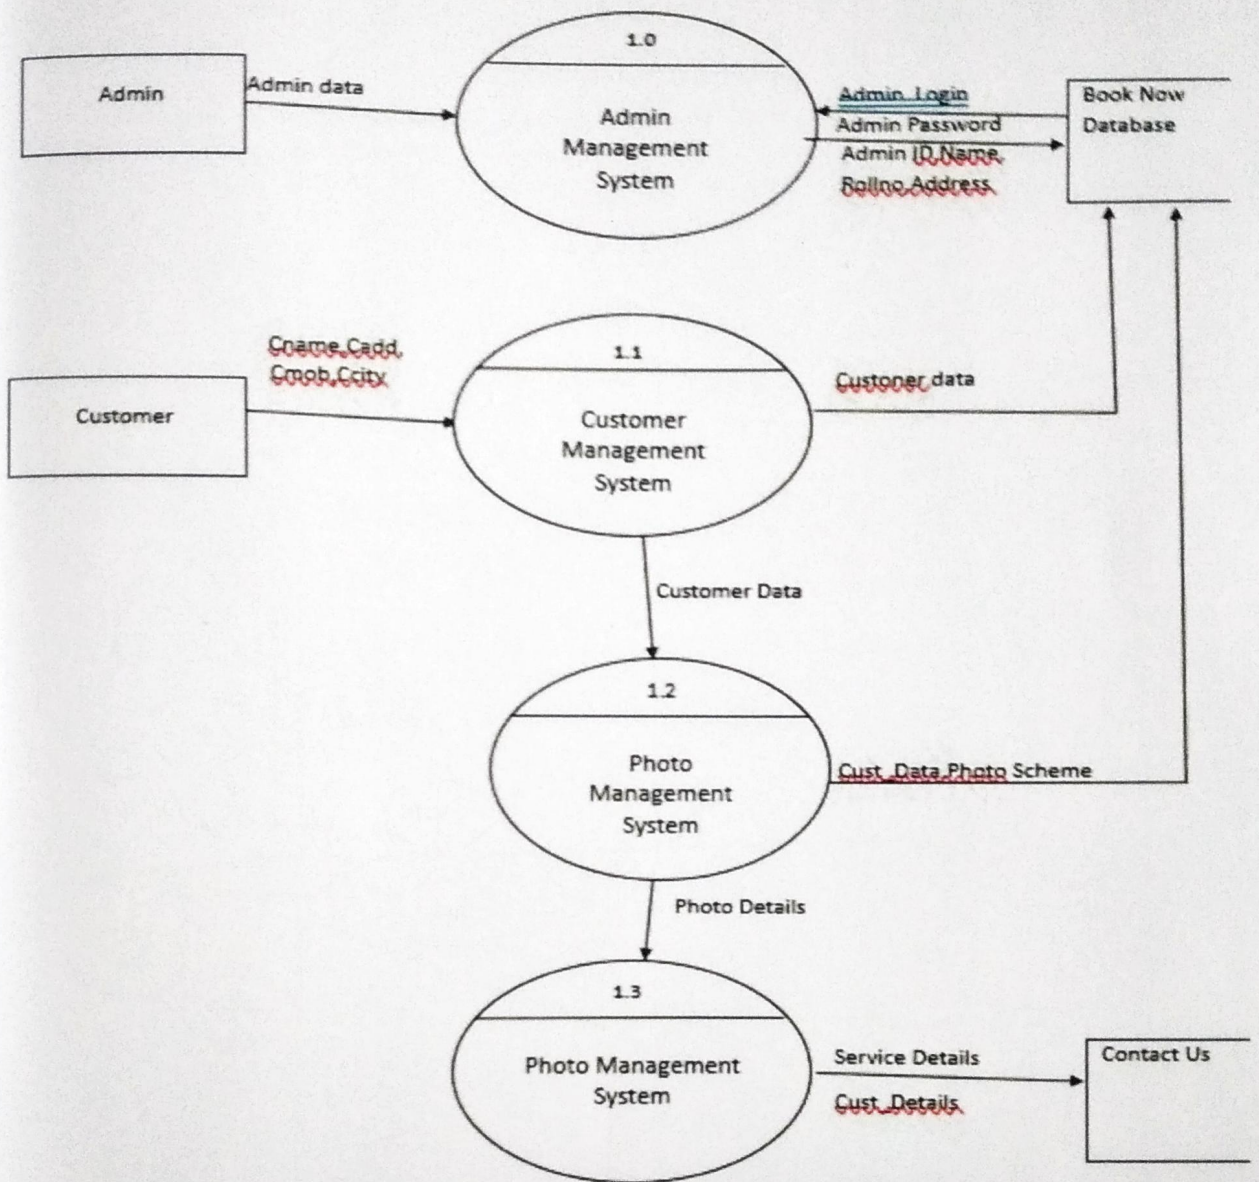 1.0
Admin
Admin data
Admin
Management
System
Admin Login
Admin Password
Admin ID,Name,
Rollno,Address
Book Now
Database
Cname,Cadd,
Cmob,Ccity
Customer
1.1
Customer
Management
System
Custoner data
Customer Data
1.2
Photo
Management
System
Cust_Data,Photo Scheme
Photo Details
1.3
Photo Management
System
Service Details
Cust_Details
Contact Us